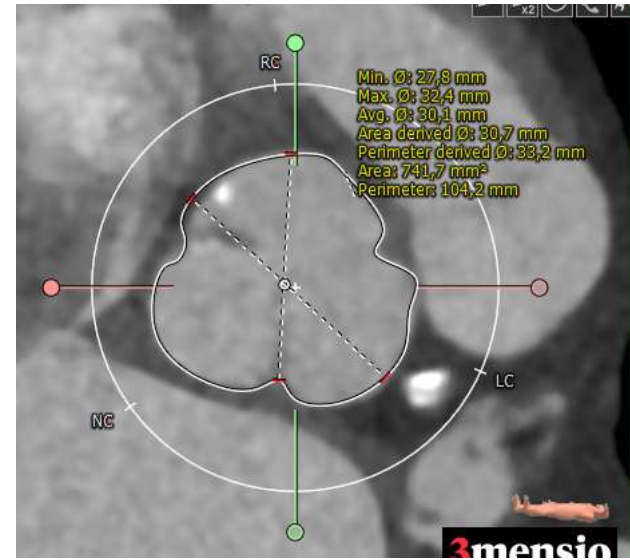 x2
RC
Min. Ø: 27,8 mm
Max. Ø: 32,4 mm
Avg. Ø: 30,1 mm
Area derived Ø: 30,7 mm
Perimeter derived Ø: 33,2 mm
Area: 741,7 mm²
Perimeter: 104,2 mm
LC
NC
3mensio